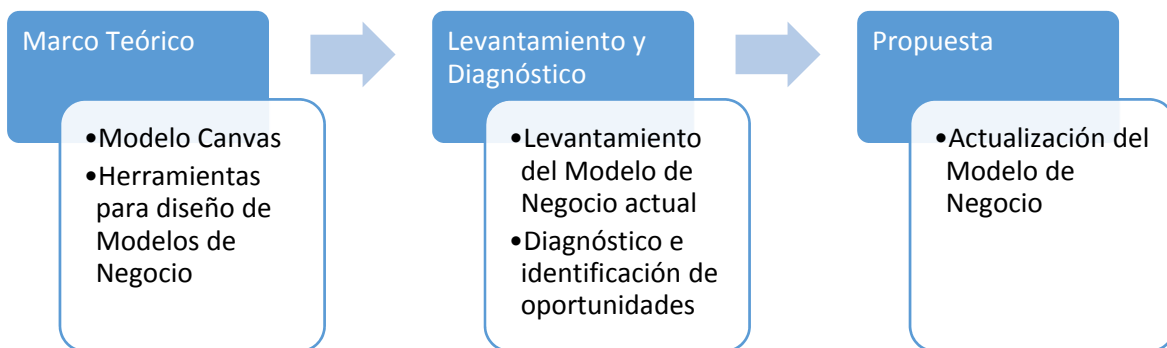 Marco Teórico
•Modelo Canvas
•Herramientas
para diseño de
Modelos de
Negocio
Levantamiento y
Diagnóstico
•Levantamiento
del Modelo de
Negocio actual
•Diagnóstico e
identificación de
oportunidades
Propuesta
•Actualización del
Modelo de
Negocio